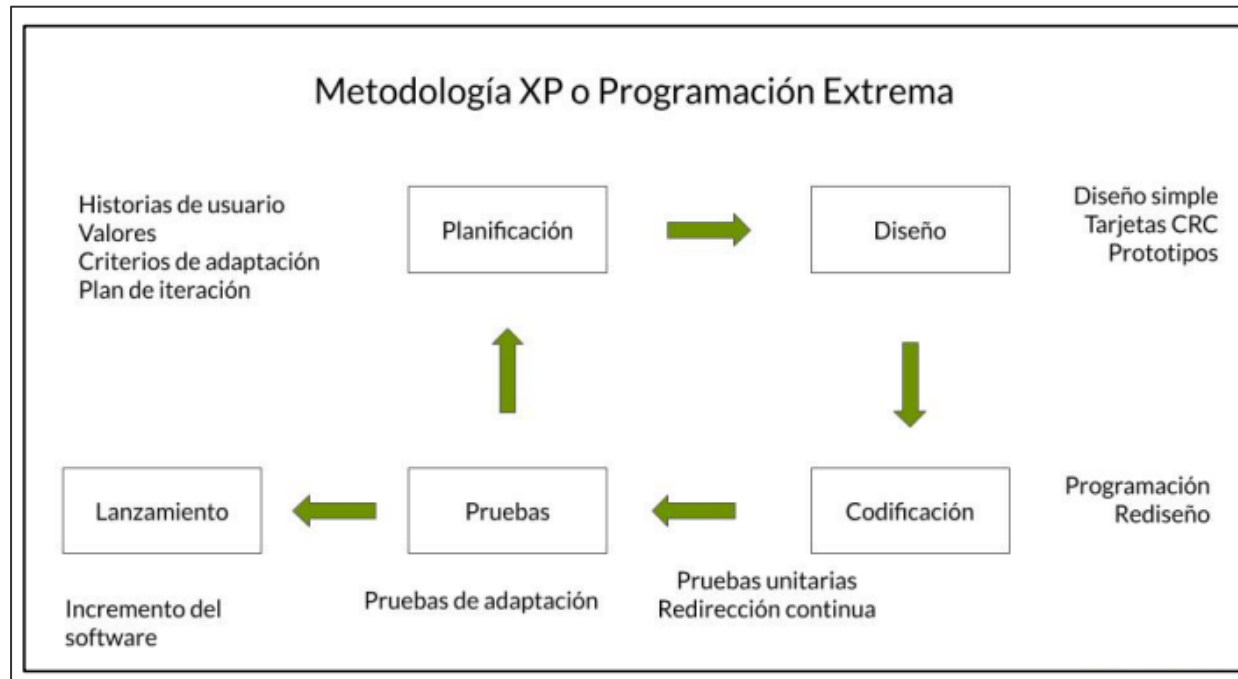 Metodología XP o Programación Extrema
Historias de usuario
Valores
Criterios de adaptación
Plan de iteración
Planificación
Diseño
Diseño simple
Tarjetas CRC
Prototipos
Lanzamiento
Pruebas
Codificación
Programación
Rediseño
Incremento del
software
Pruebas de adaptación
Pruebas unitarias
Redirección continua